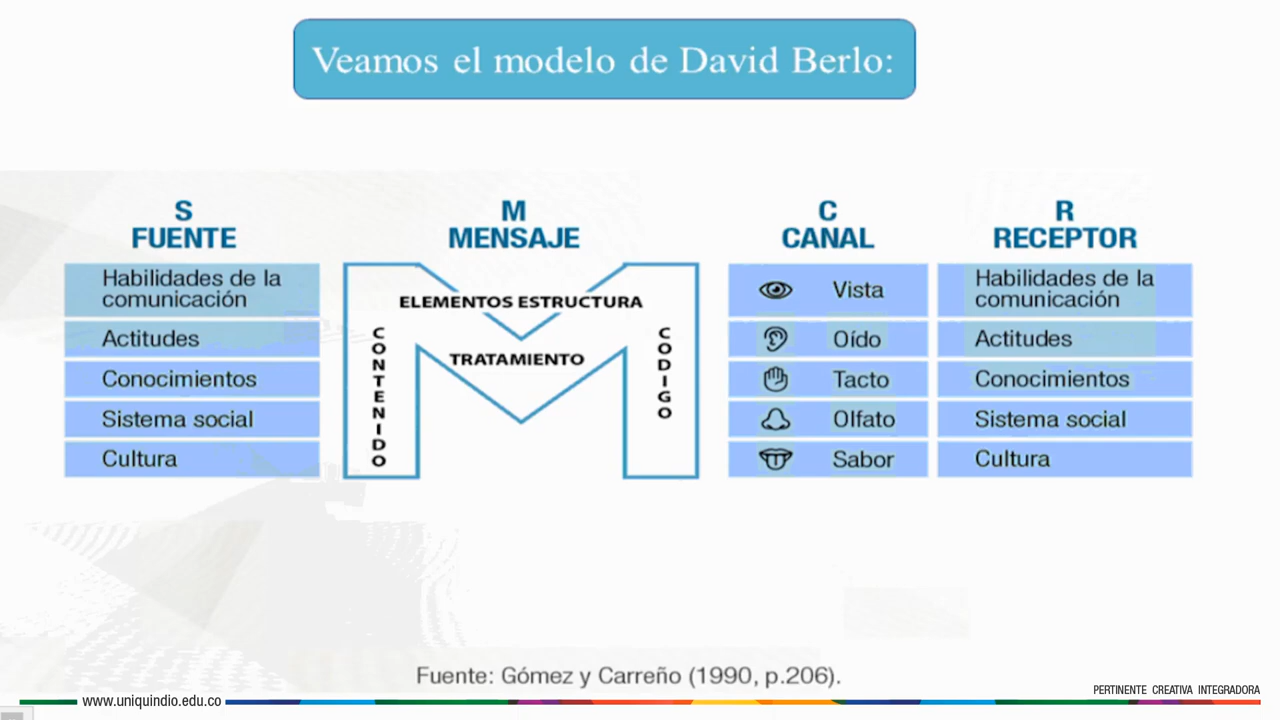 Veamos el modelo de David Berlo:
S
FUENTE
Habilidades de la
comunicación
Actitudes
Conocimientos
Sistema social
Cultura
M
MENSAJE
ELEMENTOS ESTRUCTURA
TRATAMIENTO
CONTENIDO
CODIGO
C
CANAL
Vista
Oído
Tacto
Olfato
Sabor
R
RECEPTOR
Habilidades de la
comunicación
Actitudes
Conocimientos
Sistema social
Cultura
Fuente: Gómez y Carreño (1990, p.206).
www.uniquindio.edu.co
PERTINENTE CREATIVA INTEGRADORA